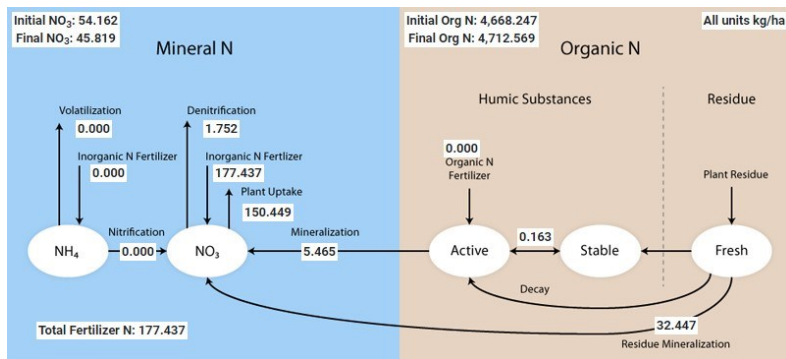 Initial NO₃: 54.162
Final NO₃: 45.819
Mineral N
Initial Org N: 4,668.247
Final Org N: 4,712.569
All units kg/ha
Organic N
Humic Substances
Residue
Volatilization
0.000
Denitrification
1.752
Inorganic N Fertilizer
0.000
Inorganic N Fertlizer
177.437
Plant Uptake
150.449
0.000
Organic N
Fertilizer
Plant Residue
NH₄
Nitrification
0.000
NO₃
Mineralization
5.465
Active
0.163
Stable
Fresh
Decay
Total Fertilizer N: 177.437
32.447
Residue Mineralization